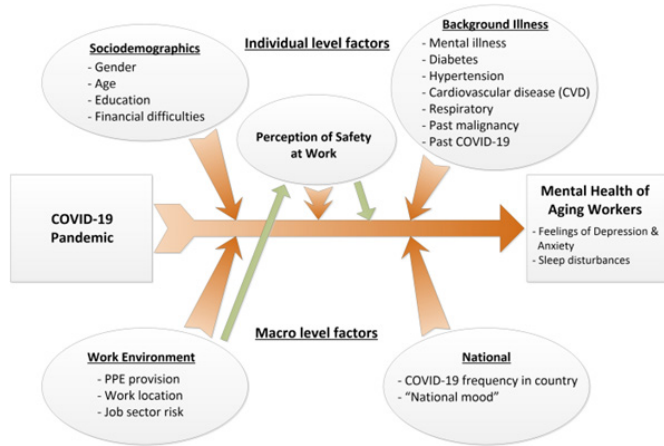 Individual level factors
Sociodemographics
- Gender
- Age
- Education
- Financial difficulties
Background Illness
- Mental illness
- Diabetes
- Hypertension
- Cardiovascular disease (CVD)
- Respiratory
- Past malignancy
- Past COVID-19
Perception of Safety
at Work
COVID-19
Pandemic
Mental Health of
Aging Workers
- Feelings of Depression &
Anxiety
- Sleep disturbances
Macro level factors
Work Environment
- PPE provision
- Work location
- Job sector risk
National
- COVID-19 frequency in country
- “National mood”